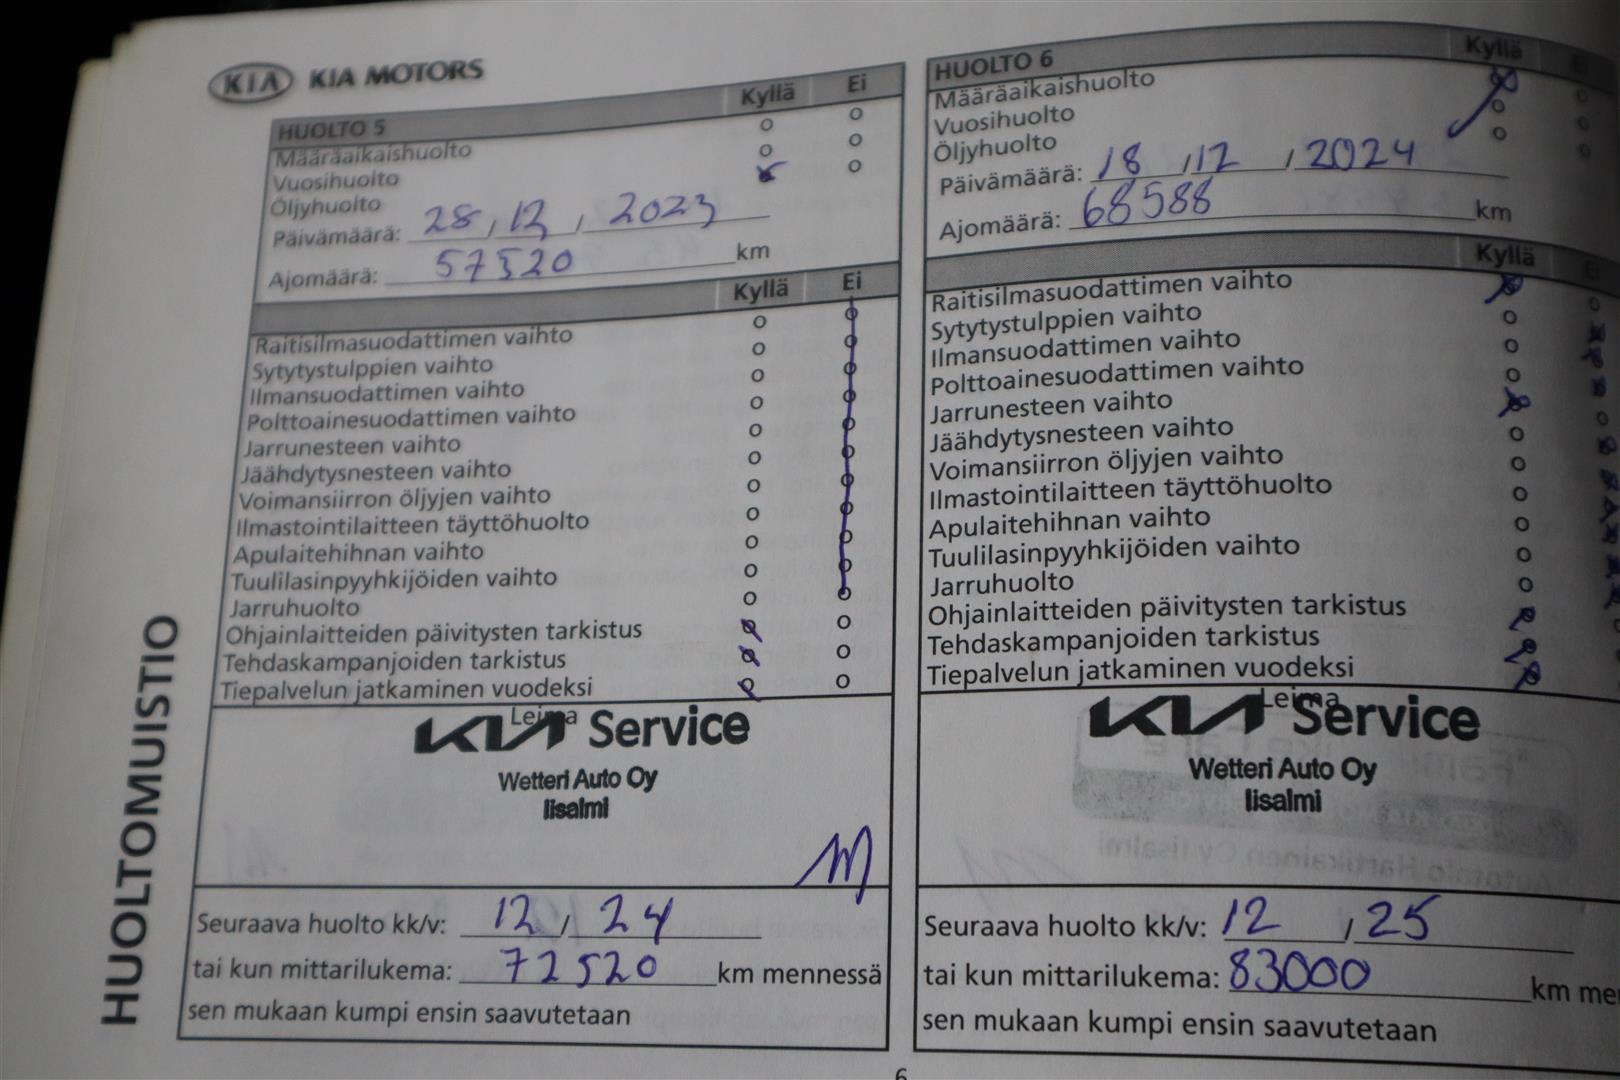 KIA KIA MOTORS
HUOLTO 5 Kyllä Ei
Määräaikaishuolto
Vuosihuolto
Öljyhuolto
Päivämäärä: 28 / 12 / 2023
Ajomäärä: 57520 km
Kyllä Ei
Raitisilmasuodattimen vaihto
Sytytystulppien vaihto
Ilmansuodattimen vaihto
Polttoainesuodattimen vaihto
Jarrunesteen vaihto
Jäähdytysnesteen vaihto
Voimansiirron öljyjen vaihto
Ilmastointilaitteen täyttöhuolto
Apulaitehihnan vaihto
Tuulilasinpyyhkijöiden vaihto
Jarruhuolto
Ohjainlaitteiden päivitysten tarkistus
Tehdaskampanjoiden tarkistus
Tiepalvelun jatkaminen vuodeksi
Leima
KIA Service
Wetteri Auto Oy
Iisalmi
Seuraava huolto kk/v: 12 / 24
tai kun mittarilukema: 72520 km mennessä
sen mukaan kumpi ensin saavutetaan
HUOLTO 6 Kyllä Ei
Määräaikaishuolto
Vuosihuolto
Öljyhuolto
Päivämäärä: 18 / 12 / 2024
Ajomäärä: 68588 km
Kyllä
Raitisilmasuodattimen vaihto
Sytytystulppien vaihto
Ilmansuodattimen vaihto
Polttoainesuodattimen vaihto
Jarrunesteen vaihto
Jäähdytysnesteen vaihto
Voimansiirron öljyjen vaihto
Ilmastointilaitteen täyttöhuolto
Apulaitehihnan vaihto
Tuulilasinpyyhkijöiden vaihto
Jarruhuolto
Ohjainlaitteiden päivitysten tarkistus
Tehdaskampanjoiden tarkistus
Tiepalvelun jatkaminen vuodeksi
Leima
KIA Service
Wetteri Auto Oy
Iisalmi
Seuraava huolto kk/v: 12 / 25
tai kun mittarilukema: 83000 km me
sen mukaan kumpi ensin saavutetaan
HUOLTOMUISTIO
6